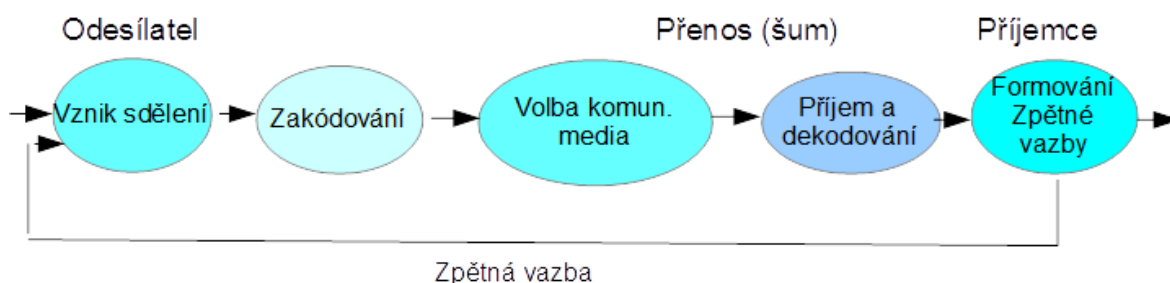 Odesílatel
Přenos (šum)
Příjemce
Vznik sdělení
Zakódování
Volba komun.
media
Příjem a
dekodování
Formování
Zpětné
vazby
Zpětná vazba